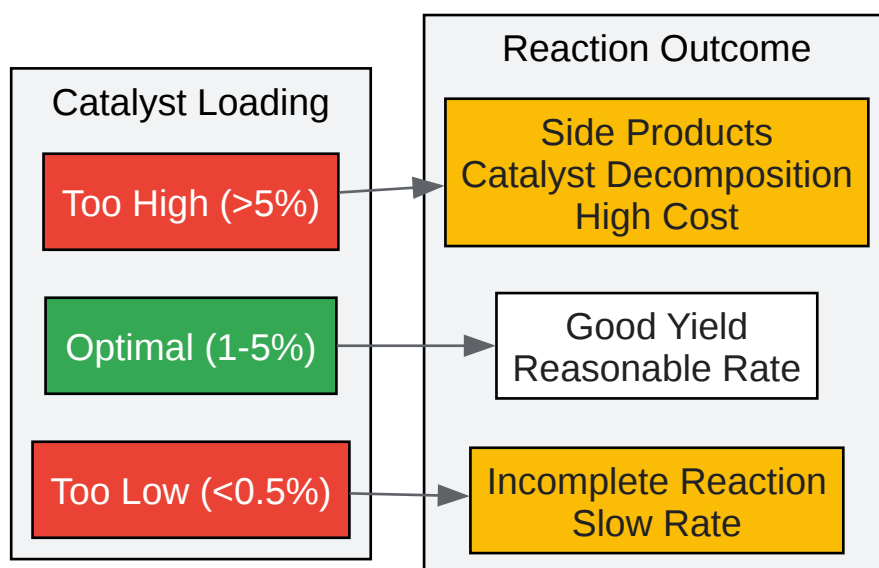 Catalyst Loading
Too High (>5%)
Optimal (1-5%)
Too Low (<0.5%)
Reaction Outcome
Side Products
Catalyst Decomposition
High Cost
Good Yield
Reasonable Rate
Incomplete Reaction
Slow Rate